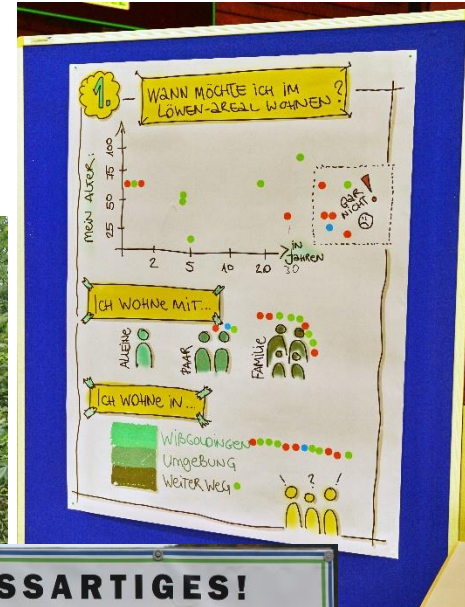 1.
WANN MÖCHTE ICH IM
LÖWEN-AREAL WOHNEN?
MEIN ALTER:
100
75
50
25
2
5
10
20
30
in
JAHREN
GAR
NICHT!
ICH WOHNE MIT...
ALLEINE
PAAR
FAMILIE
ICH WOHNE IN...
WIßGOLDINGEN
UMGEBUNG
WEITER WEG
! ? !
SSARTIGES!